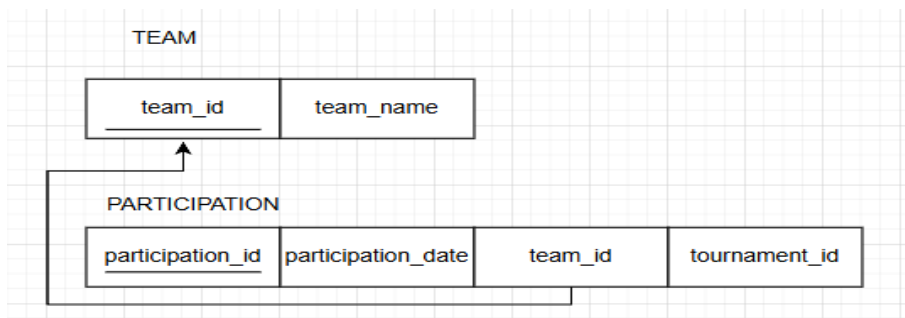 TEAM
team_id team_name
PARTICIPATION
participation_id participation_date team_id tournament_id